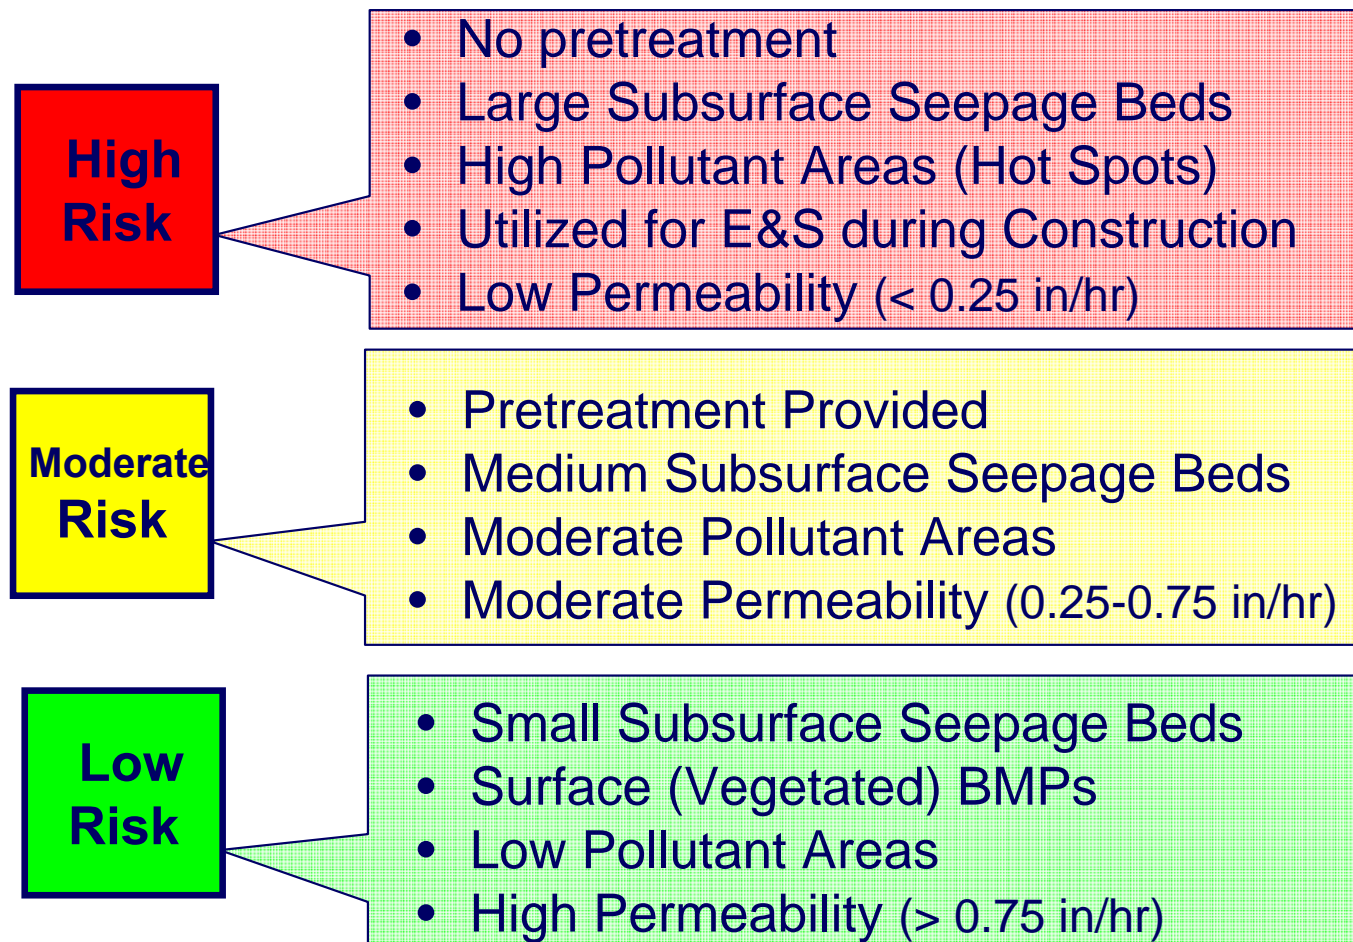 High
Risk
• No pretreatment
• Large Subsurface Seepage Beds
• High Pollutant Areas (Hot Spots)
• Utilized for E&S during Construction
• Low Permeability (< 0.25 in/hr)
Moderate
Risk
• Pretreatment Provided
• Medium Subsurface Seepage Beds
• Moderate Pollutant Areas
• Moderate Permeability (0.25-0.75 in/hr)
Low
Risk
• Small Subsurface Seepage Beds
• Surface (Vegetated) BMPs
• Low Pollutant Areas
• High Permeability (> 0.75 in/hr)